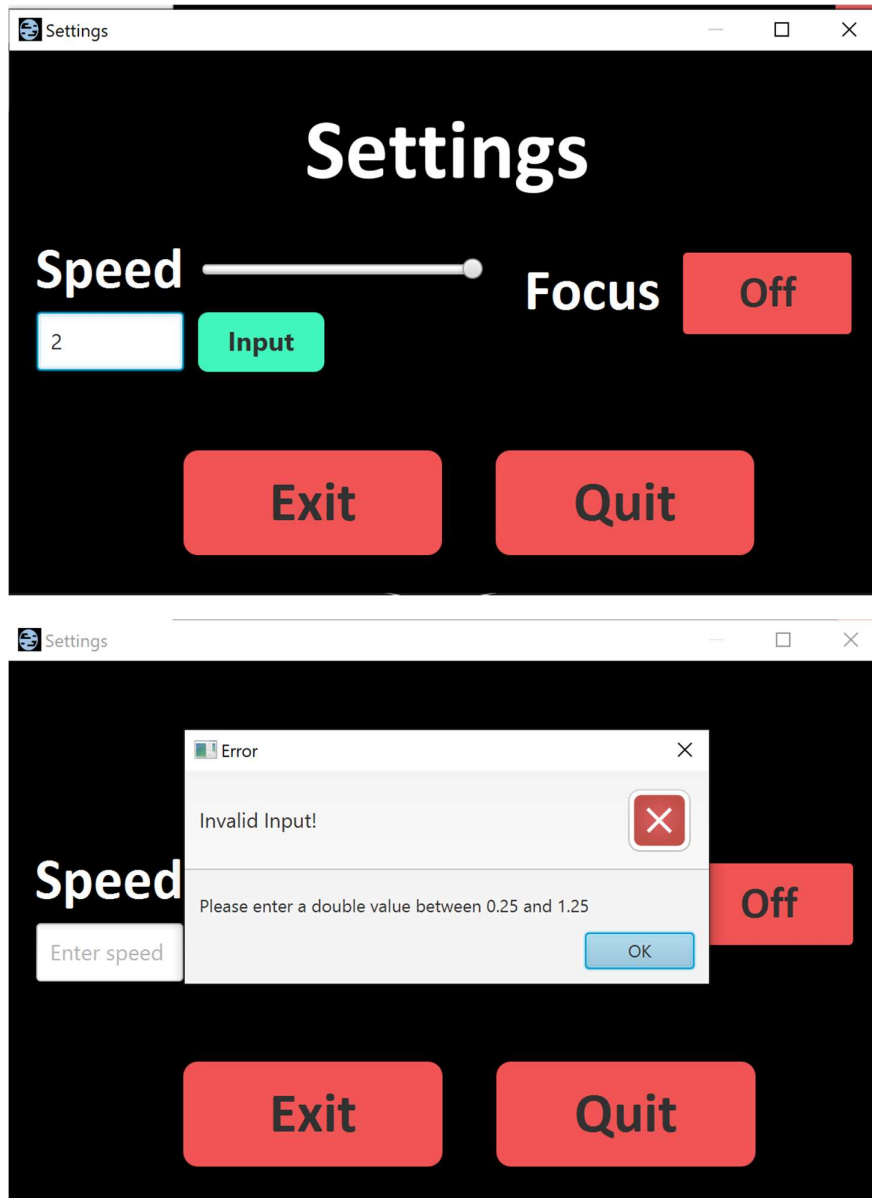 Settings
Settings
Speed
Focus
Off
2
Input
Exit
Quit
Settings
Error
Invalid Input!
Please enter a double value between 0.25 and 1.25
OK
Speed
Off
Enter speed
Exit
Quit